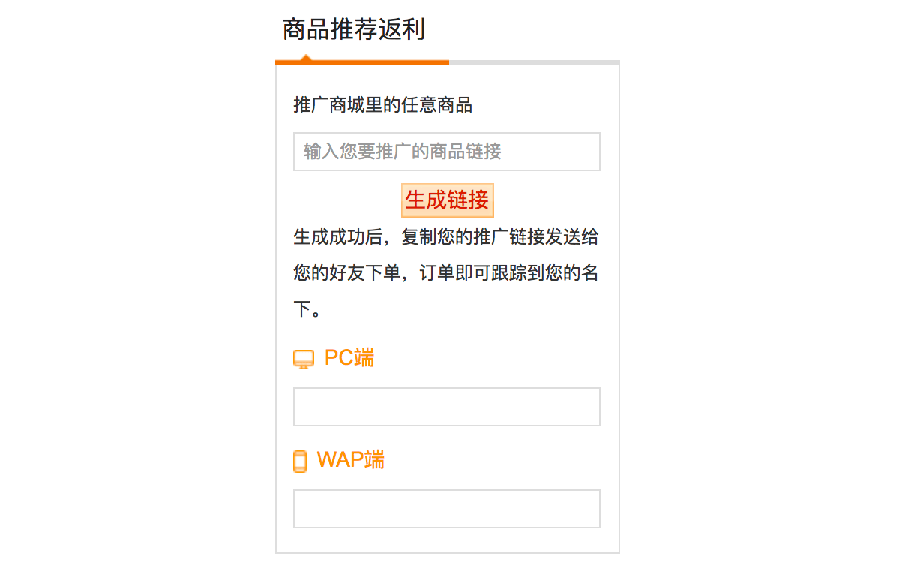 商品推荐返利
推广商城里的任意商品
输入您要推广的商品链接
生成链接
生成成功后，复制您的推广链接发送给
您的好友下单，订单即可跟踪到您的名
下。
PC端
WAP端